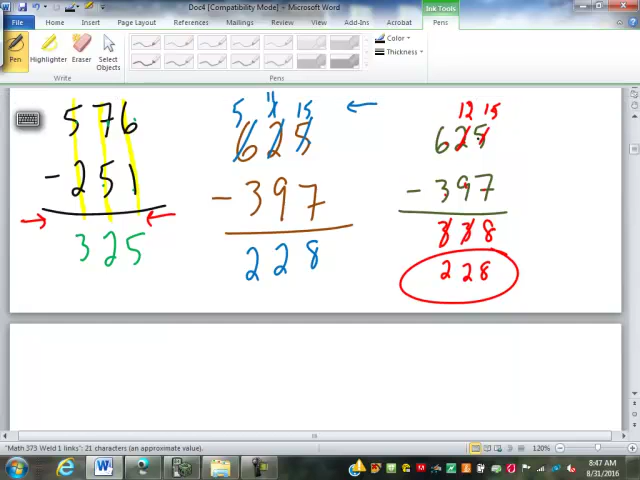 Doc4 [Compatibility Mode] - Microsoft Word
Ink Tools
File Home Insert Page Layout References Mailings Review View Add-Ins Acrobat Pens
Pen
Highlighter
Eraser
Select Objects
Color
Thickness
Write
Pens
576
- 251
325
5 11 15
625
- 397
228
12 15
625
- 397
338
228
"Math 373 Weld 1 links": 21 characters (an approximate value).
120%
8:47 AM
8/31/2016